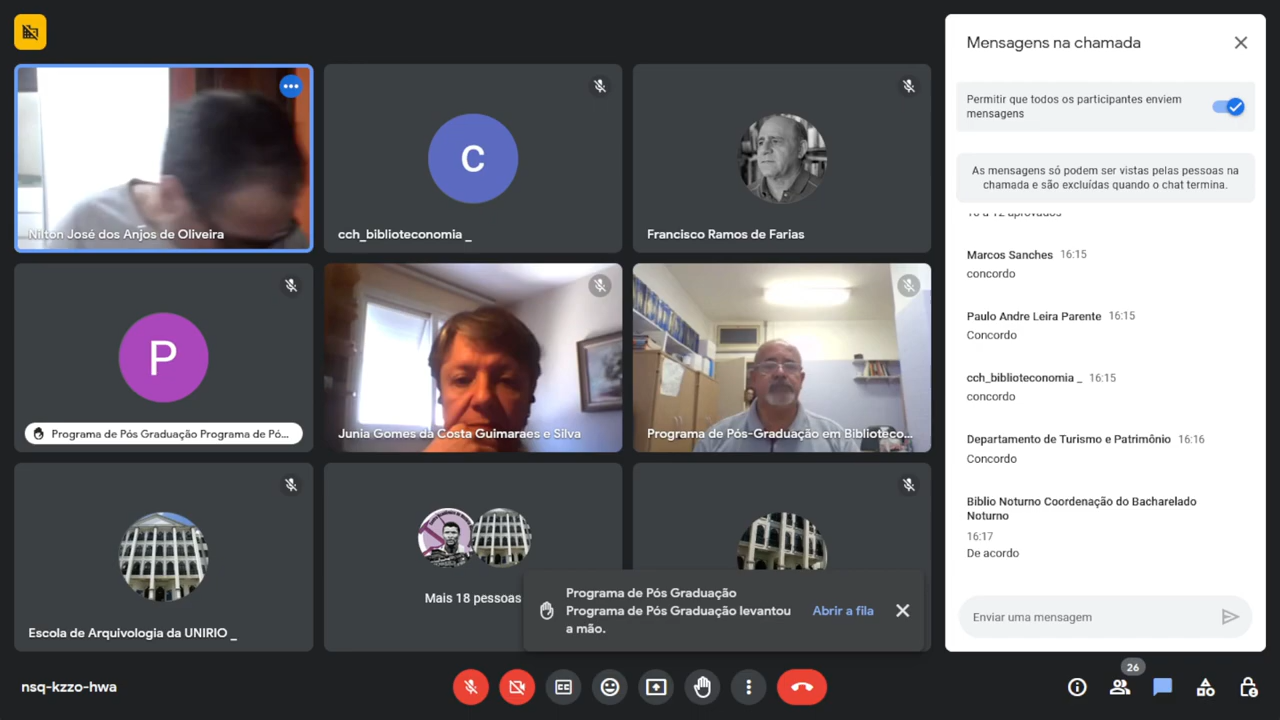 Nilton José dos Anjos de Oliveira
C
cch_biblioteconomia _
Francisco Ramos de Farias
P
Programa de Pós Graduação Programa de Pó...
Junia Gomes da Costa Guimaraes e Silva
Programa de Pós-Graduação em Biblioteco...
Escola de Arquivologia da UNIRIO _
Mais 18 pessoas
Programa de Pós Graduação
Programa de Pós Graduação levantou
a mão.
Abrir a fila
nsq-kzzo-hwa
26
Mensagens na chamada
Permitir que todos os participantes enviem
mensagens
As mensagens só podem ser vistas pelas pessoas na
chamada e são excluídas quando o chat termina.
Marcos Sanches 16:15
concordo
Paulo Andre Leira Parente 16:15
Concordo
cch_biblioteconomia _ 16:15
concordo
Departamento de Turismo e Patrimônio 16:16
Concordo
Biblio Noturno Coordenação do Bacharelado
Noturno
16:17
De acordo
Enviar uma mensagem